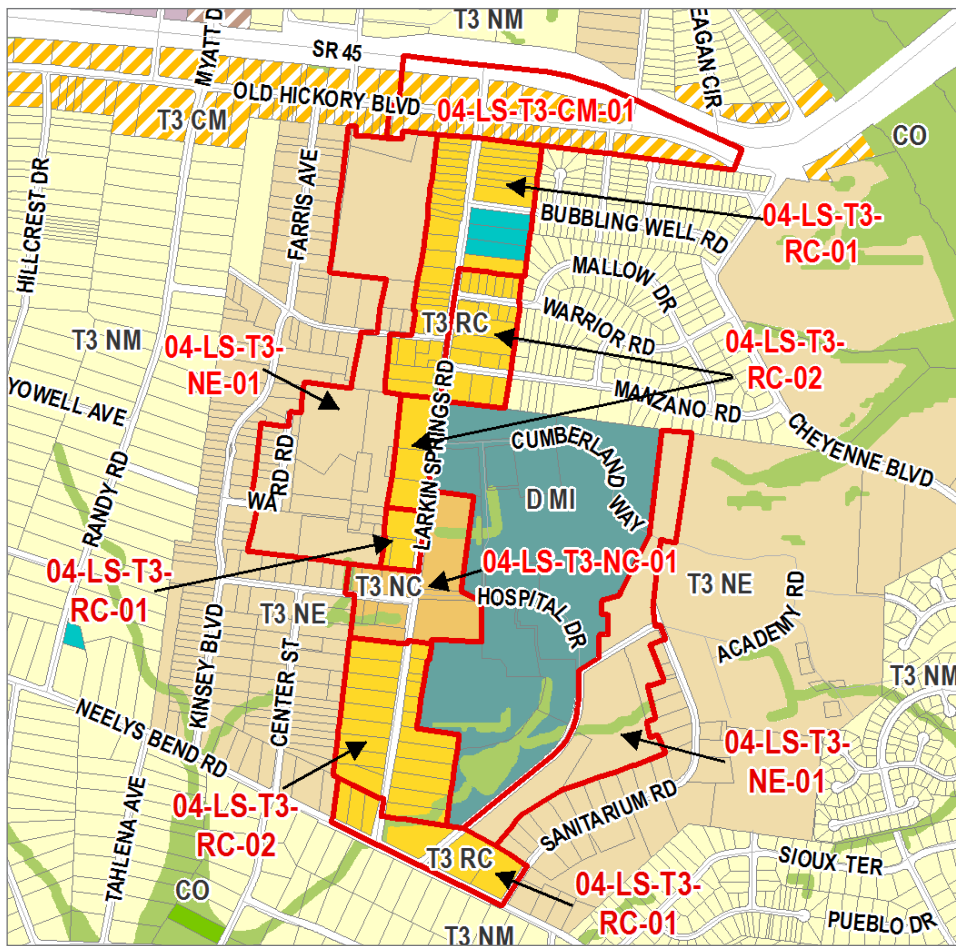 T3 NM
MYATT D
EAGAN CIR
SR 45
OLD HICKORY BLVD
04-LS-T3-CM-01
T3 CM
CO
HILLCREST DR
FARRIS AVE
BUBBLING WELL RD
04-LS-T3-
RC-01
MALLOW DR
T3 RC
WARRIOR RD
T3 NM
04-LS-T3-
NE-01
04-LS-T3-
RC-02
LARKIN SPRINGS RD
MANZANO RD
YOWELL AVE
CHEYENNE BLVD
CUMBERLAND
WAY
RANDY RD
WA
RD RD
D MI
04-LS-T3-
RC-01
T3 NC
04-LS-T3-NC-01
HOSPITAL DR
T3 NE
T3 NE
ACADEMY RD
T3 NM
KINSEY BLVD
CENTER ST
NEELYS BEND RD
04-LS-T3-
NE-01
04-LS-T3-
RC-02
SANITARIUM RD
TAHLENA AVE
T3 RC
SIOUX TER
CO
04-LS-T3-
RC-01
PUEBLO DR
T3 NM